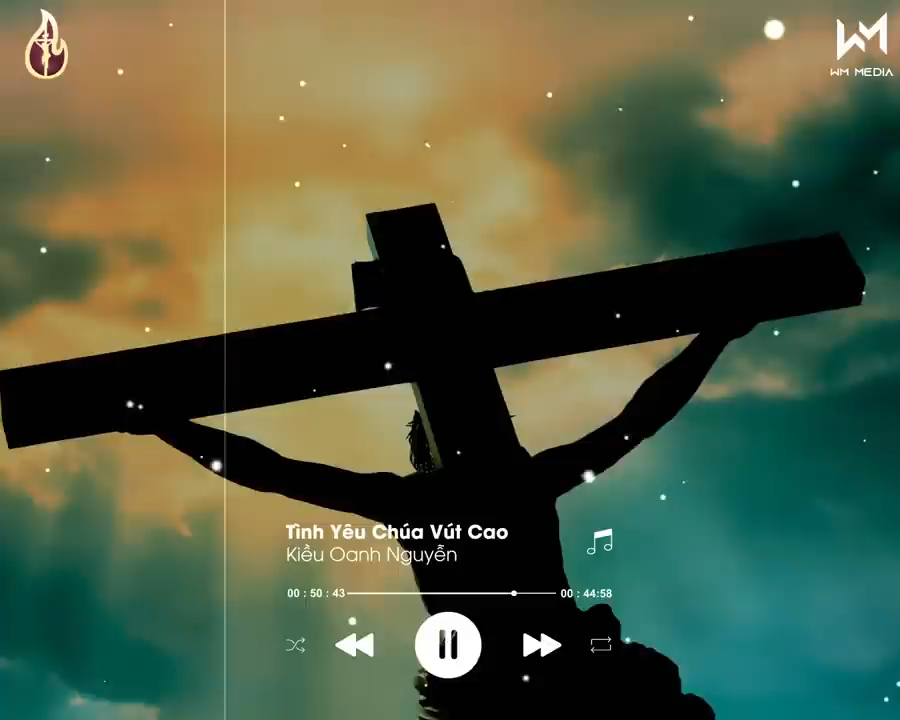 WM MEDIA
Tình Yêu Chúa Vút Cao
Kiều Oanh Nguyễn
00 : 50 : 43
00 : 44:58